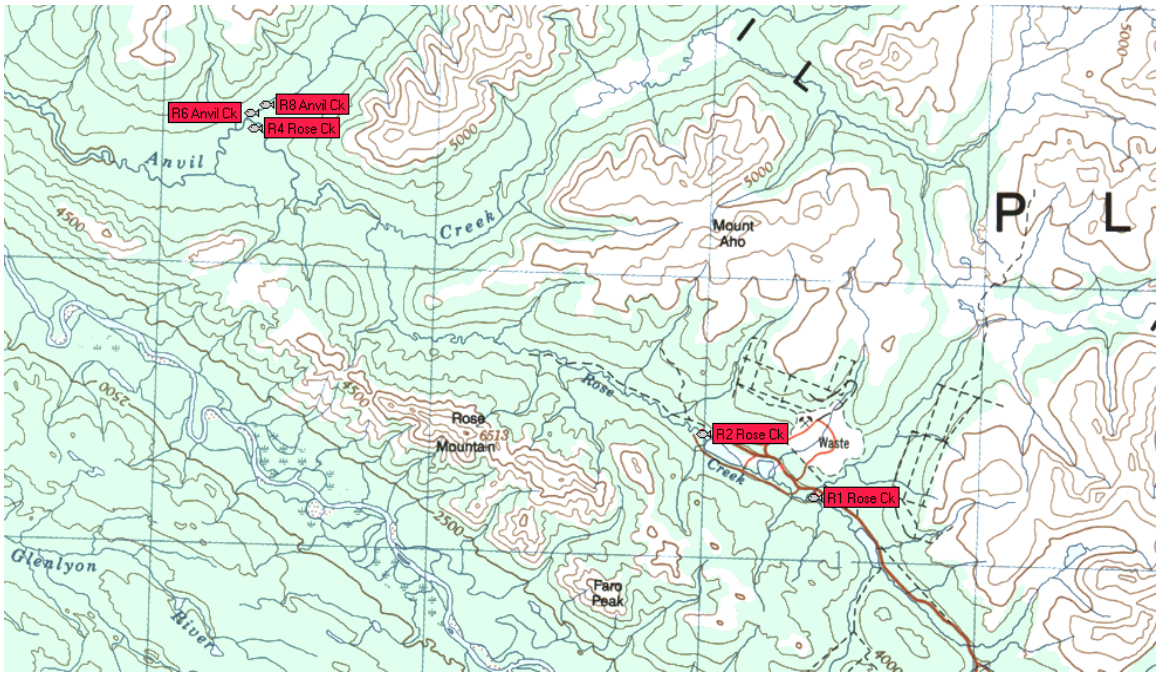 I
L
5000
R6 Anvil Ck
R8 Anvil Ck
R4 Rose Ck
Anvil
5000
5000
P L
4500
Creek
Mount
Aho
2500
4500
Rose
Rose
Mountain
6513
R2 Rose Ck
Waste
Creek
R1 Rose Ck
2500
Glenlyon
River
Faro
Peak
4000